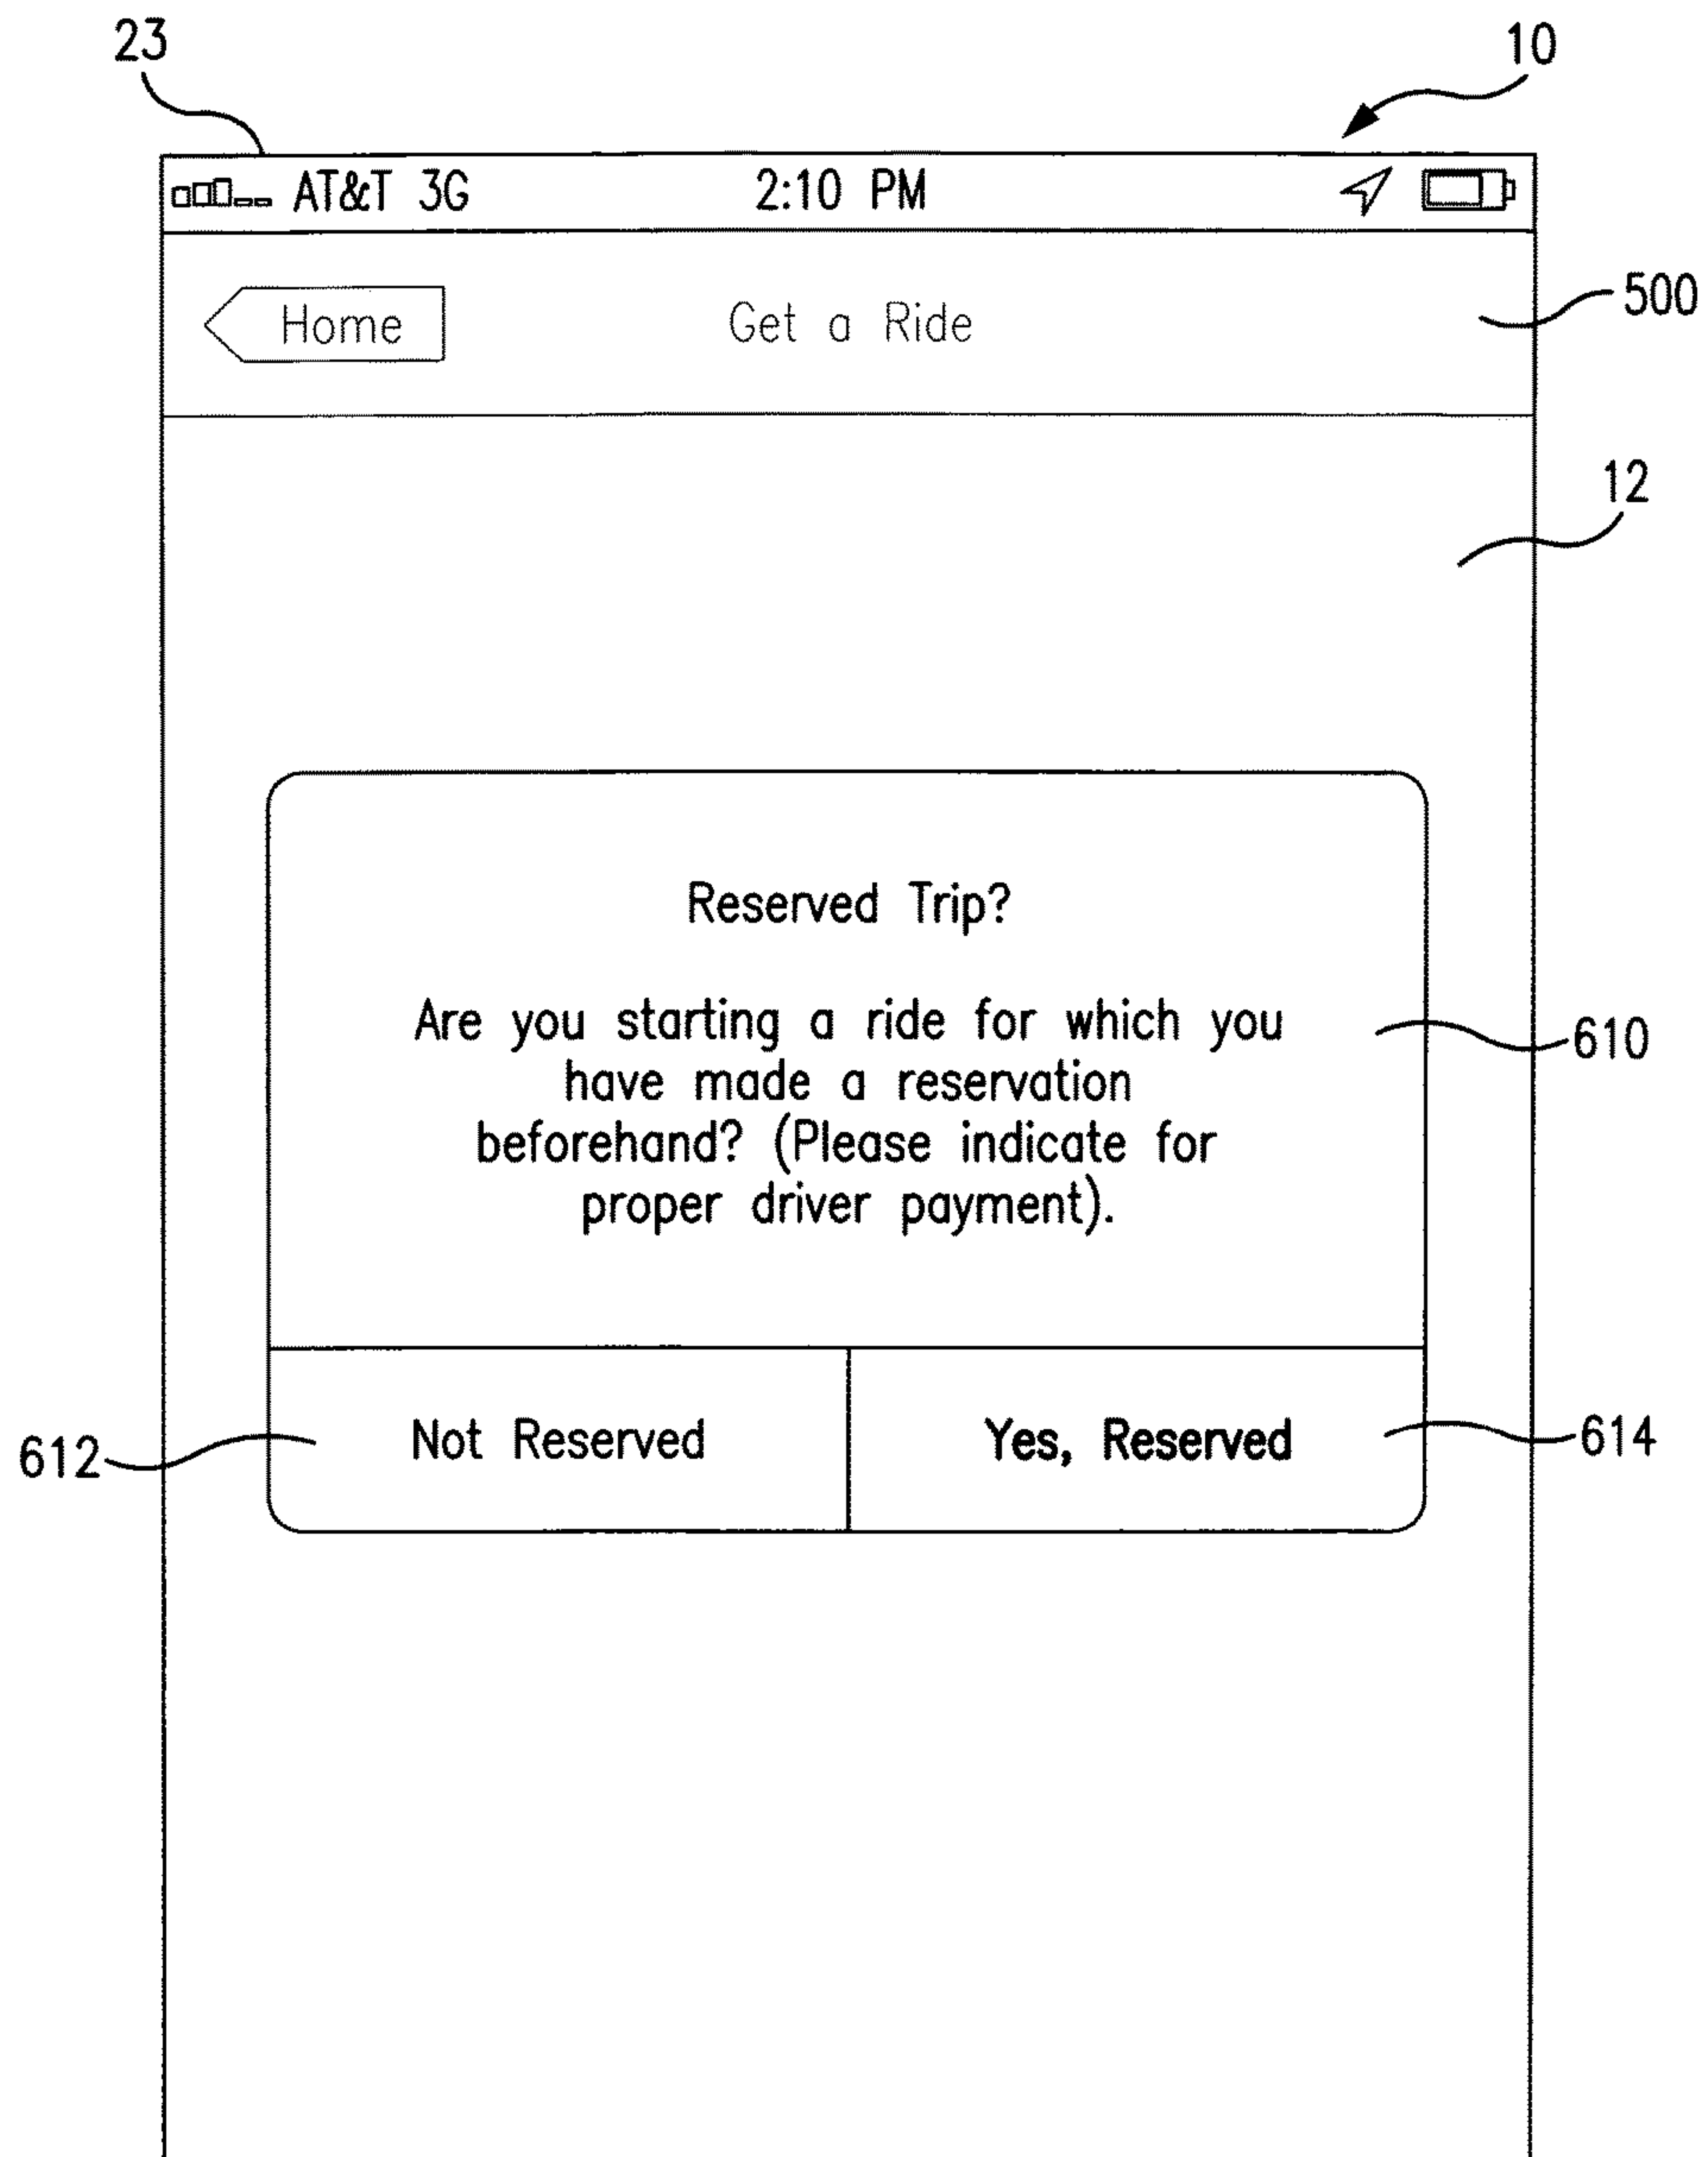 23
10
AT&T 3G 2:10 PM
Home Get a Ride
500
12
Reserved Trip?
Are you starting a ride for which you
610
have made a reservation
beforehand? (Please indicate for
proper driver payment).
612
Not Reserved Yes, Reserved
614